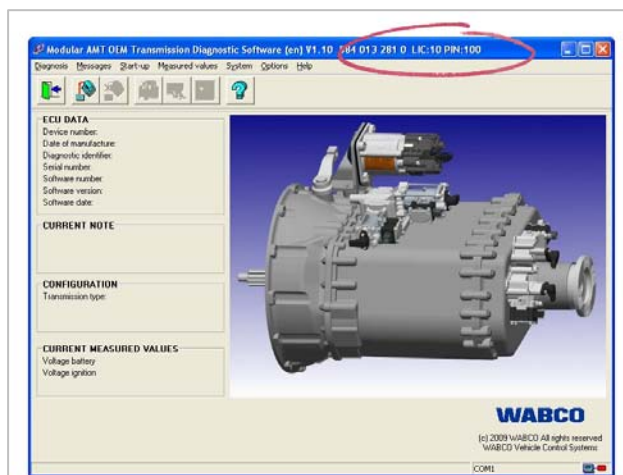 Modular AMT OEM Transmission Diagnostic Software (en) V1.10 884 013 281 0 LIC:10 PIN:100
Diagnosis Messages Start-up Measured values System Options Help
ECU DATA
Device number:
Date of manufacture:
Diagnostic identifier:
Serial number:
Software number:
Software version:
Software date:
CURRENT NOTE
CONFIGURATION
Transmission type:
CURRENT MEASURED VALUES
Voltage battery
Voltage ignition
WABCO
(c) 2009 WABCO All rights reserved
WABCO Vehicle Control Systems
COM1